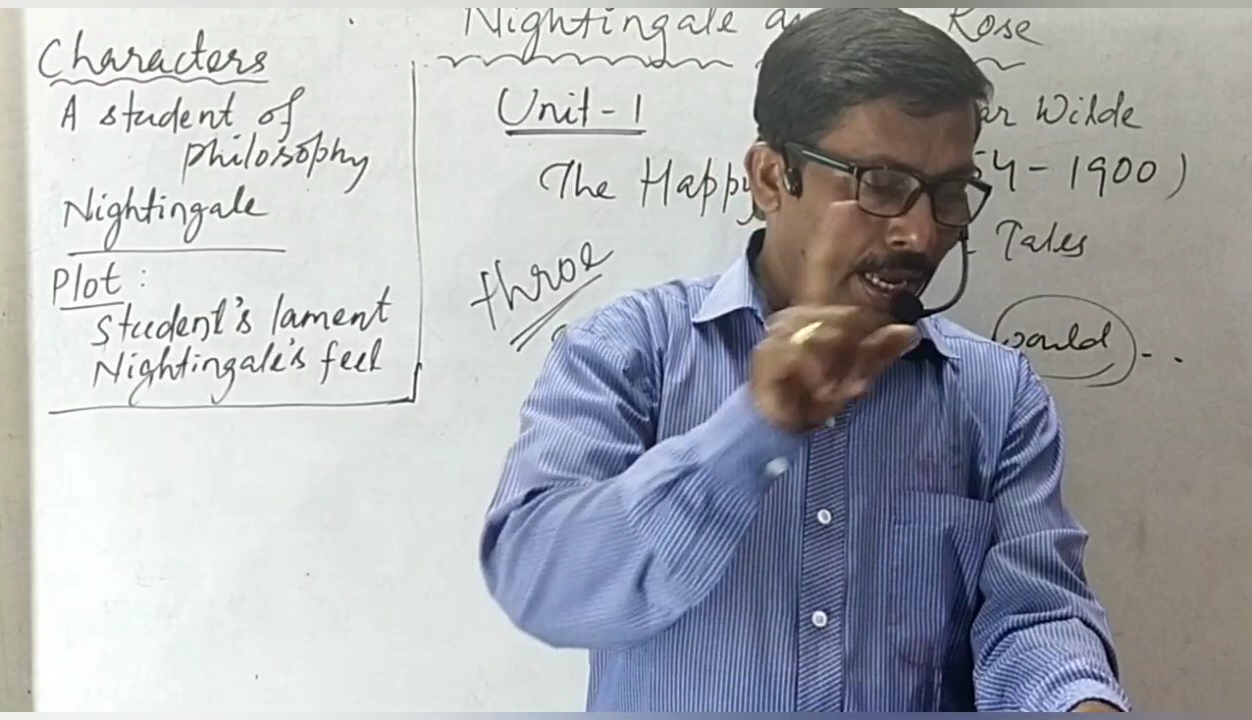 Characters
A student of
philosophy
Nightingale
Plot :
Student's lament
Nightingale's feel
Nightingale a Rose
Unit - 1
Wilde
The Happy 4 - 1900 )
Tales
throe
would - . .